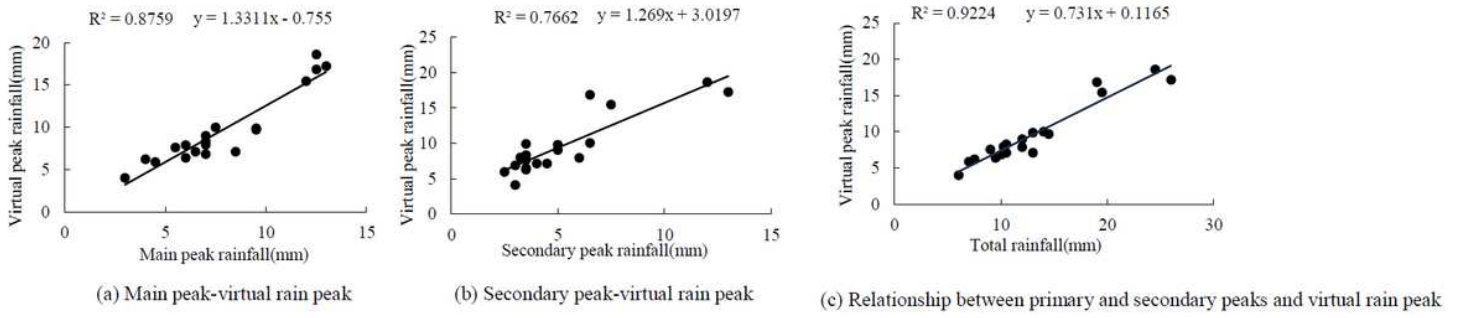 R² = 0.8759 y = 1.3311x - 0.755
Virtual peak rainfall(mm)
20
15
10
5
0
0 5 10 15
Main peak rainfall(mm)
(a) Main peak-virtual rain peak
R² = 0.7662 y = 1.269x + 3.0197
Virtual peak rainfall(mm)
25
20
15
10
5
0
0 5 10 15
Secondary peak rainfall(mm)
(b) Secondary peak-virtual rain peak
R² = 0.9224 y = 0.731x + 0.1165
Virtual peak rainfall(mm)
25
20
15
10
5
0
0 10 20 30
Total rainfall(mm)
(c) Relationship between primary and secondary peaks and virtual rain peak